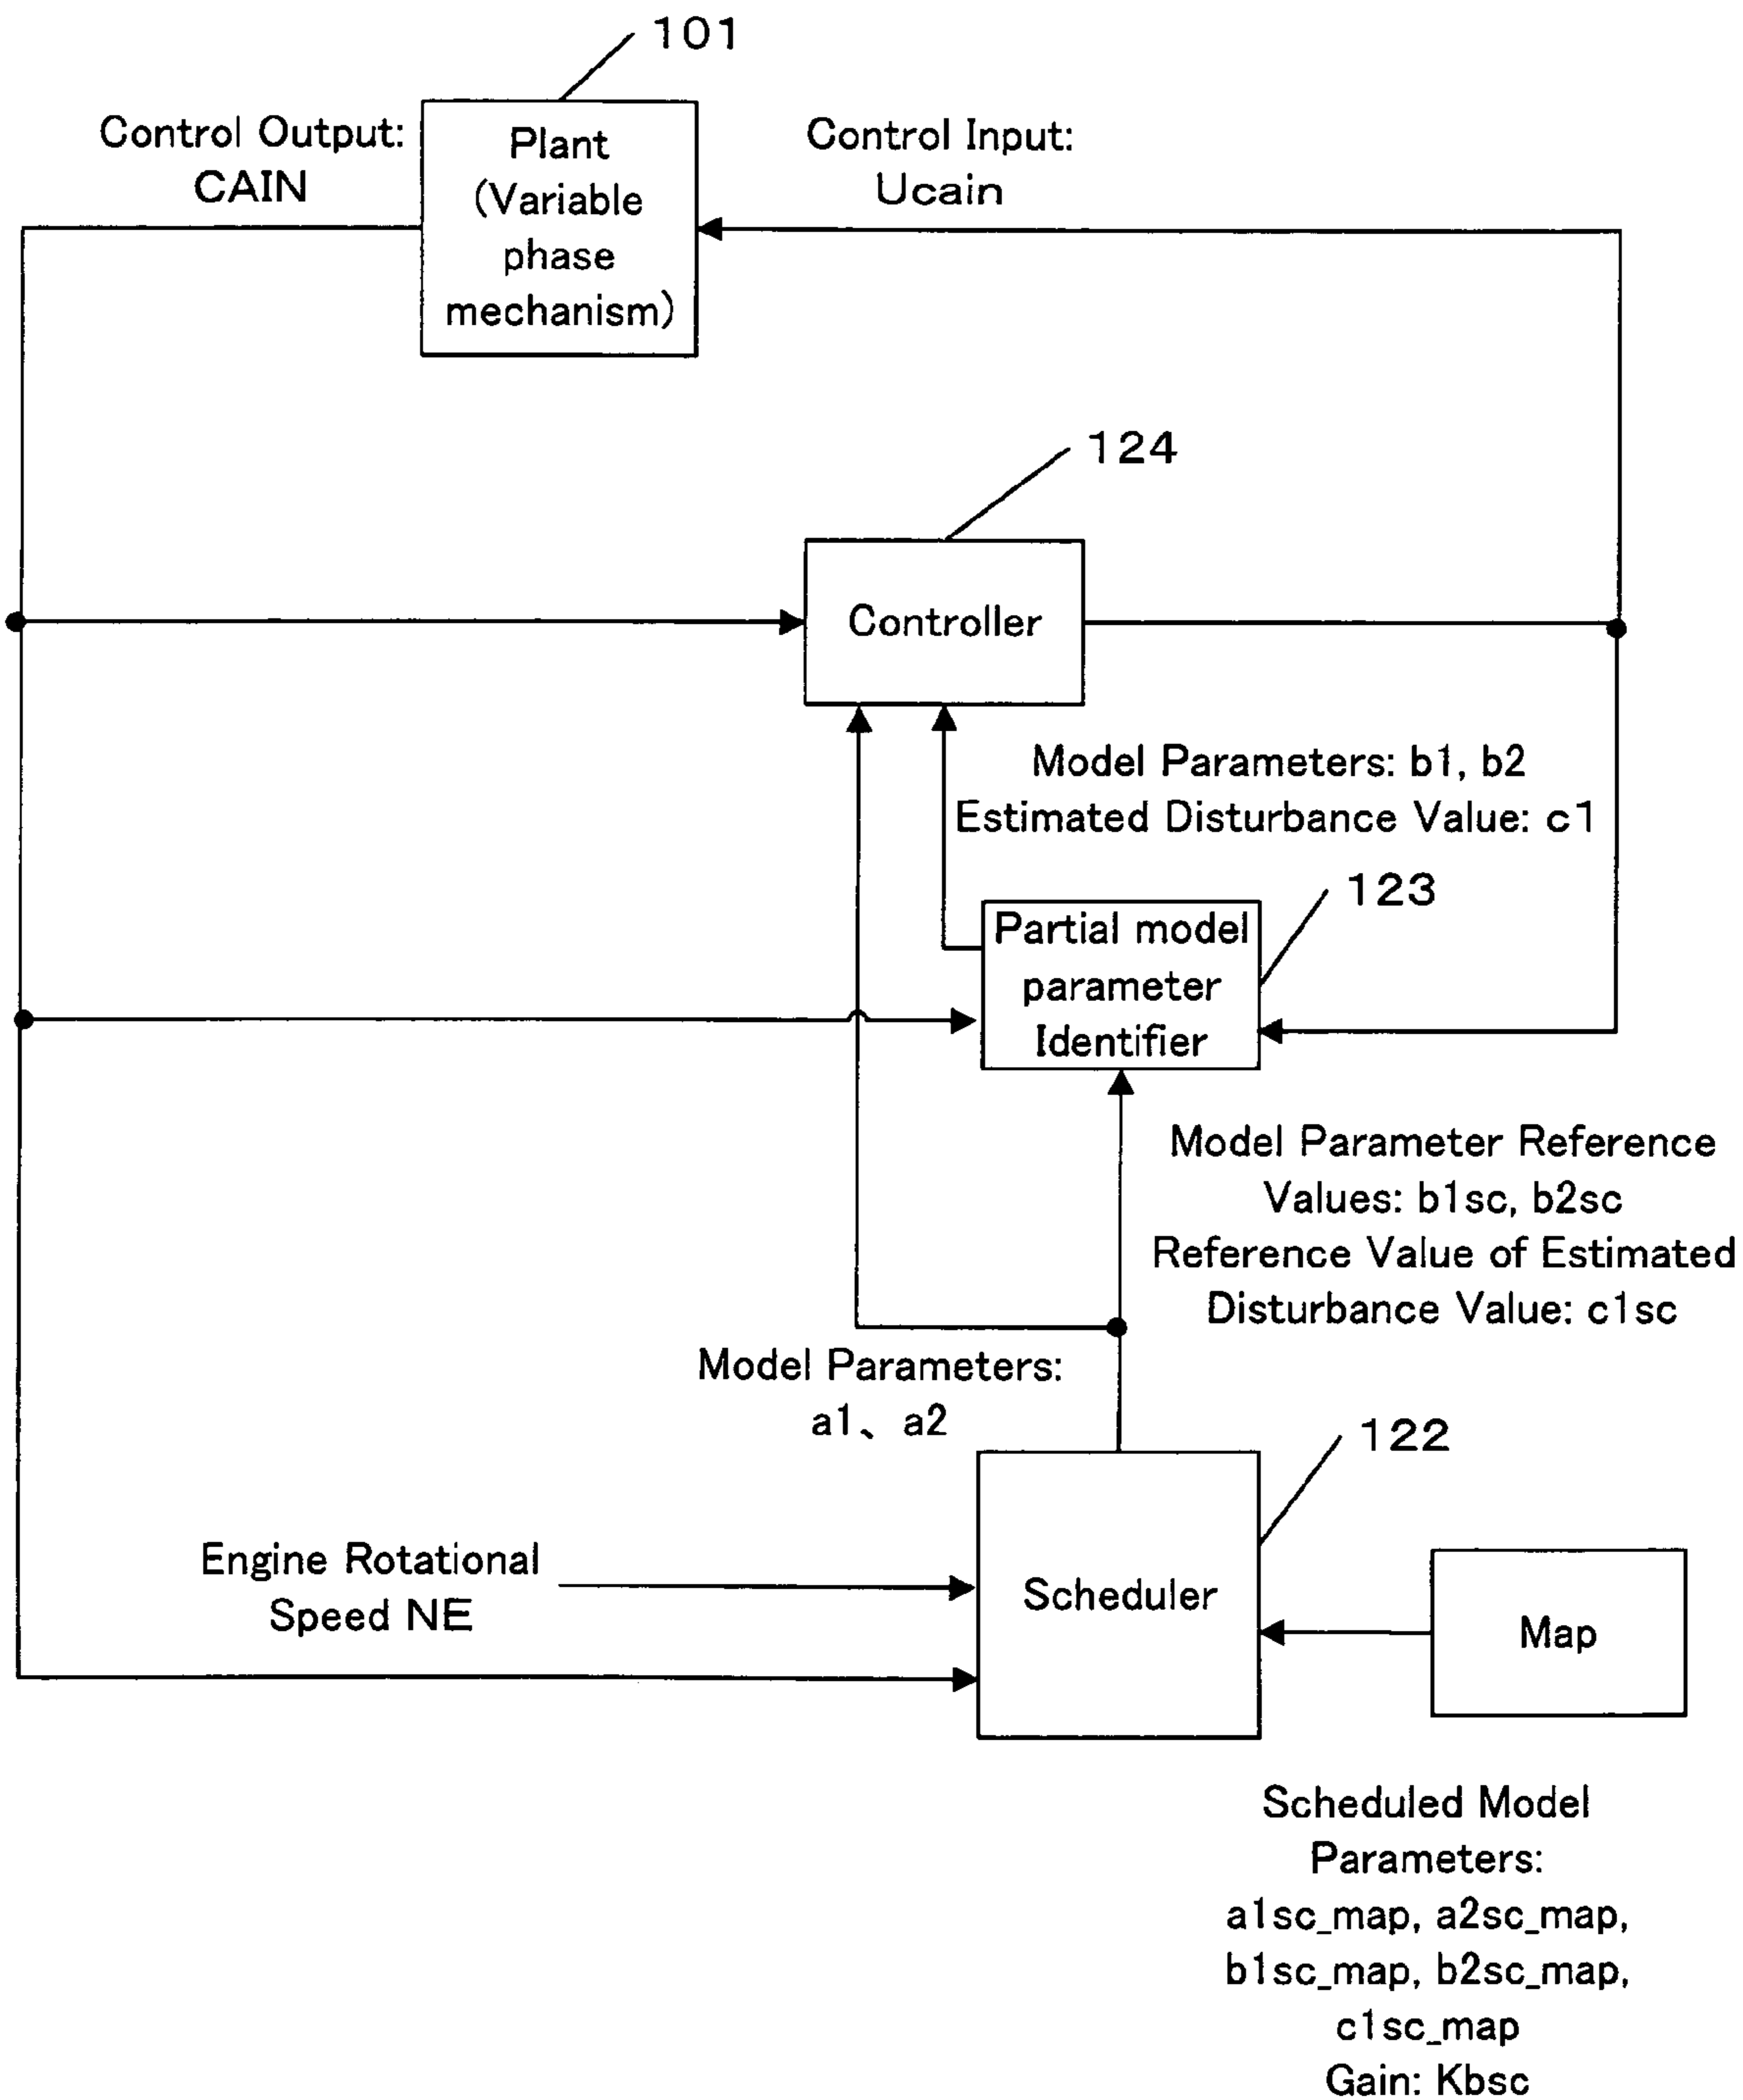 101
Control Output:
CAIN
Plant
(Variable
phase
mechanism)
Control Input:
Ucain
124
Controller
Model Parameters: b1, b2
Estimated Disturbance Value: c1
123
Partial model
parameter
Identifier
Model Parameter Reference
Values: b1sc, b2sc
Reference Value of Estimated
Disturbance Value: c1sc
Model Parameters:
a1、a2
122
Engine Rotational
Speed NE
Scheduler
Map
Scheduled Model
Parameters:
a1sc_map, a2sc_map,
b1sc_map, b2sc_map,
c1sc_map
Gain: Kbsc